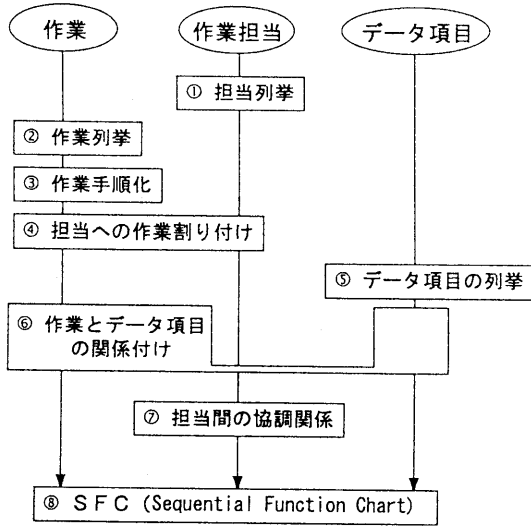 作業
作業担当
データ項目
① 担当列挙
② 作業列挙
③ 作業手順化
④ 担当への作業割り付け
⑤ データ項目の列挙
⑥ 作業とデータ項目
の関係付け
⑦ 担当間の協調関係
⑧ ＳＦＣ (Sequential Function Chart)